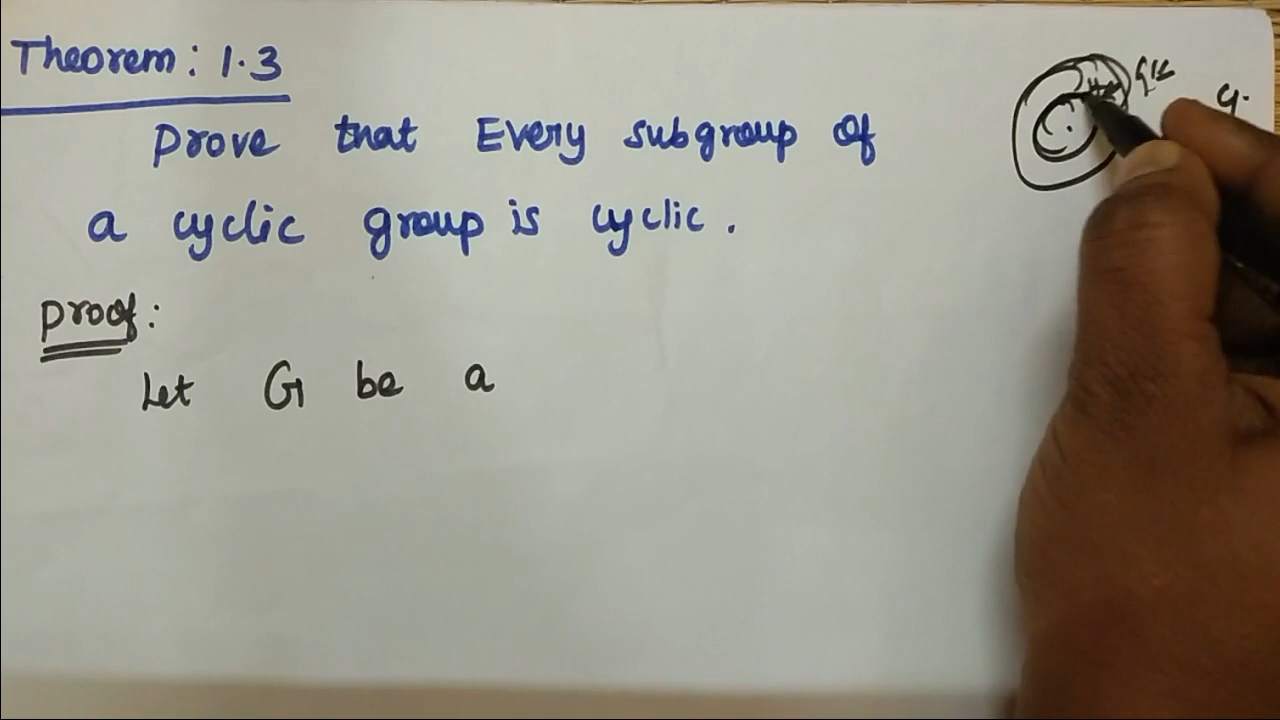 Theorem: 1.3
Prove that Every subgroup of
a cyclic group is cyclic.
Proof:
Let G be a